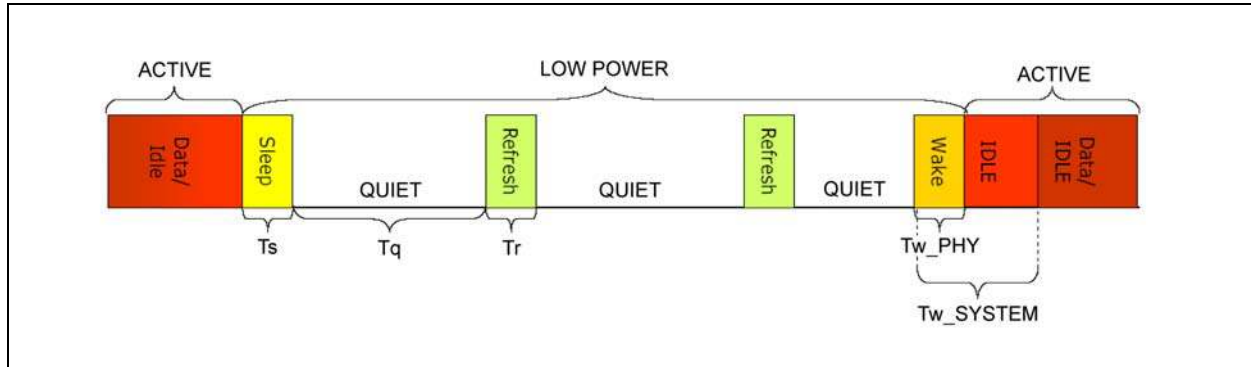 ACTIVE
LOW POWER
ACTIVE
Data/
Idle
Sleep
QUIET
Refresh
QUIET
Refresh
QUIET
Wake
IDLE
Data/
IDLE
Ts
Tq
Tr
Tw_PHY
Tw_SYSTEM